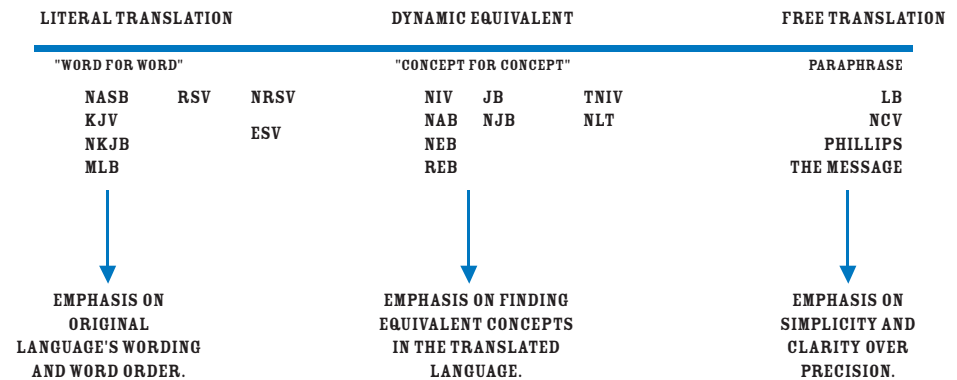 LITERAL TRANSLATION DYNAMIC EQUIVALENT FREE TRANSLATION
"WORD FOR WORD" "CONCEPT FOR CONCEPT" PARAPHRASE
NASB RSV NRSV NIV JB TNIV LB
KJV NAB NJB NLT NCV
ESV
NKJB NEB PHILLIPS
MLB REB THE MESSAGE
EMPHASIS ON
ORIGINAL
LANGUAGE'S WORDING
AND WORD ORDER.
EMPHASIS ON FINDING
EQUIVALENT CONCEPTS
IN THE TRANSLATED
LANGUAGE.
EMPHASIS ON
SIMPLICITY AND
CLARITY OVER
PRECISION.